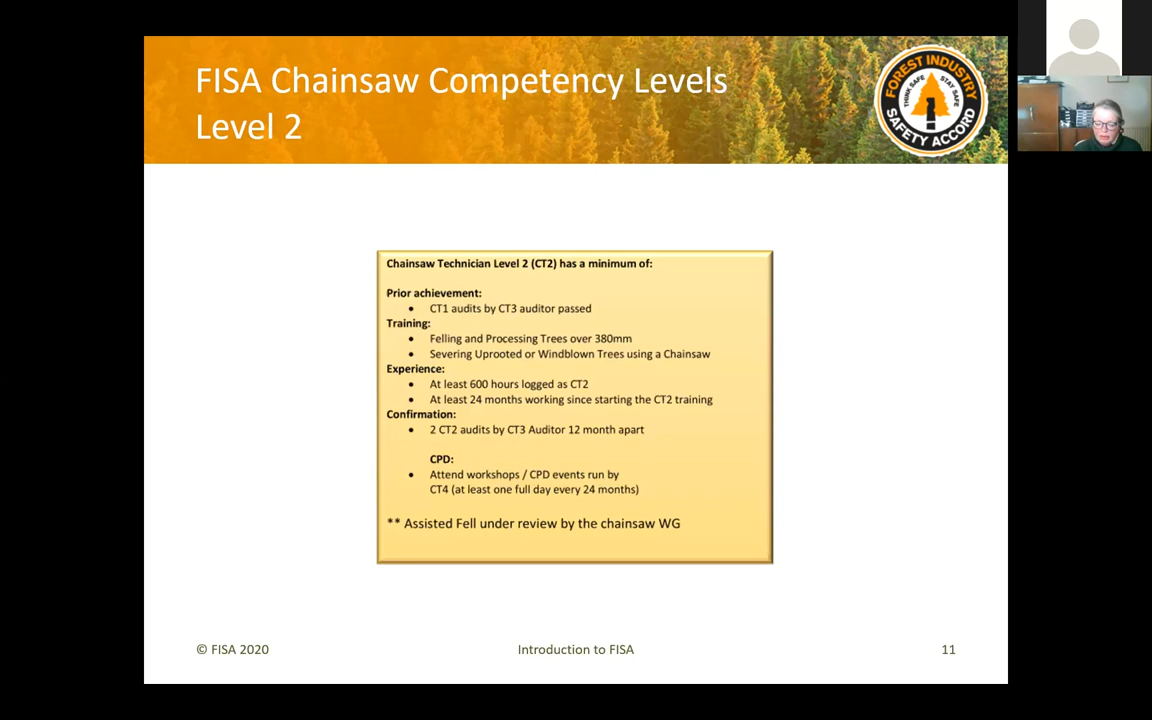 FISA Chainsaw Competency Levels
Level 2
FOREST INDUSTRY
THINK SAFE
STAY SAFE
SAFETY ACCORD
Chainsaw Technician Level 2 (CT2) has a minimum of:
Prior achievement:
• CT1 audits by CT3 auditor passed
Training:
• Felling and Processing Trees over 380mm
• Severing Uprooted or Windblown Trees using a Chainsaw
Experience:
• At least 600 hours logged as CT2
• At least 24 months working since starting the CT2 training
Confirmation:
• 2 CT2 audits by CT3 Auditor 12 month apart
CPD:
• Attend workshops / CPD events run by
CT4 (at least one full day every 24 months)
** Assisted Fell under review by the chainsaw WG
© FISA 2020
Introduction to FISA
11